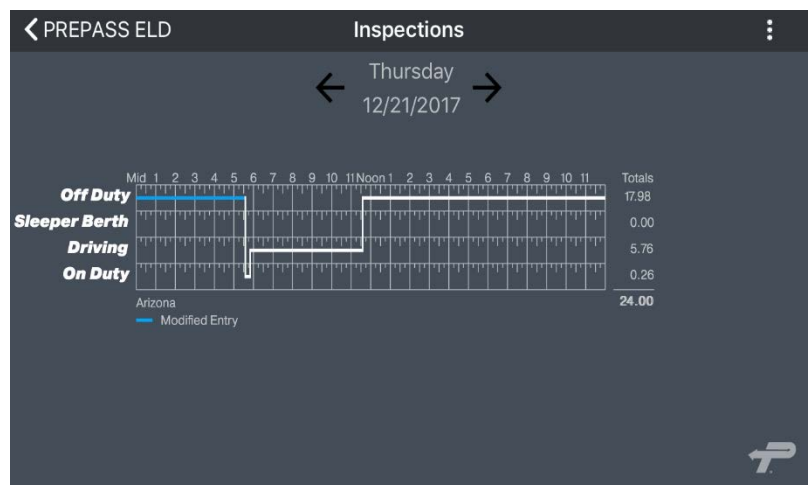 PREPASS ELD Inspections
Thursday
12/21/2017
Mid 1 2 3 4 5 6 7 8 9 10 11 Noon 1 2 3 4 5 6 7 8 9 10 11 Totals
Off Duty 17.98
Sleeper Berth 0.00
Driving 5.76
On Duty 0.26
Arizona 24.00
Modified Entry